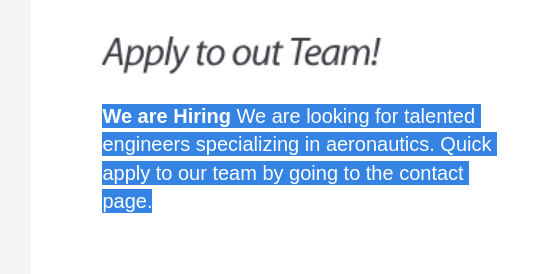 Apply to out Team!
We are Hiring We are looking for talented
engineers specializing in aeronautics. Quick
apply to our team by going to the contact
page.